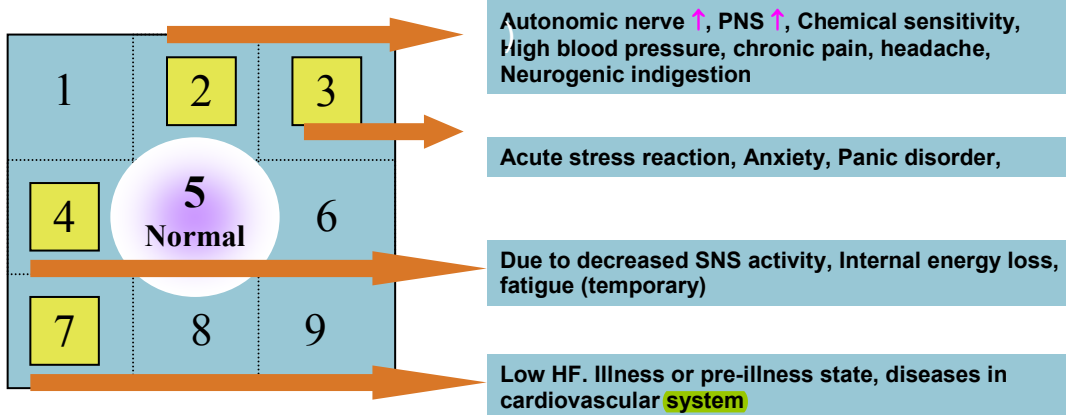 Autonomic nerve ↑, PNS ↑, Chemical sensitivity,
High blood pressure, chronic pain, headache,
Neurogenic indigestion
1
2
3
Acute stress reaction, Anxiety, Panic disorder,
4
5
Normal
6
Due to decreased SNS activity, Internal energy loss,
fatigue (temporary)
7
8
9
Low HF. Illness or pre-illness state, diseases in
cardiovascular system